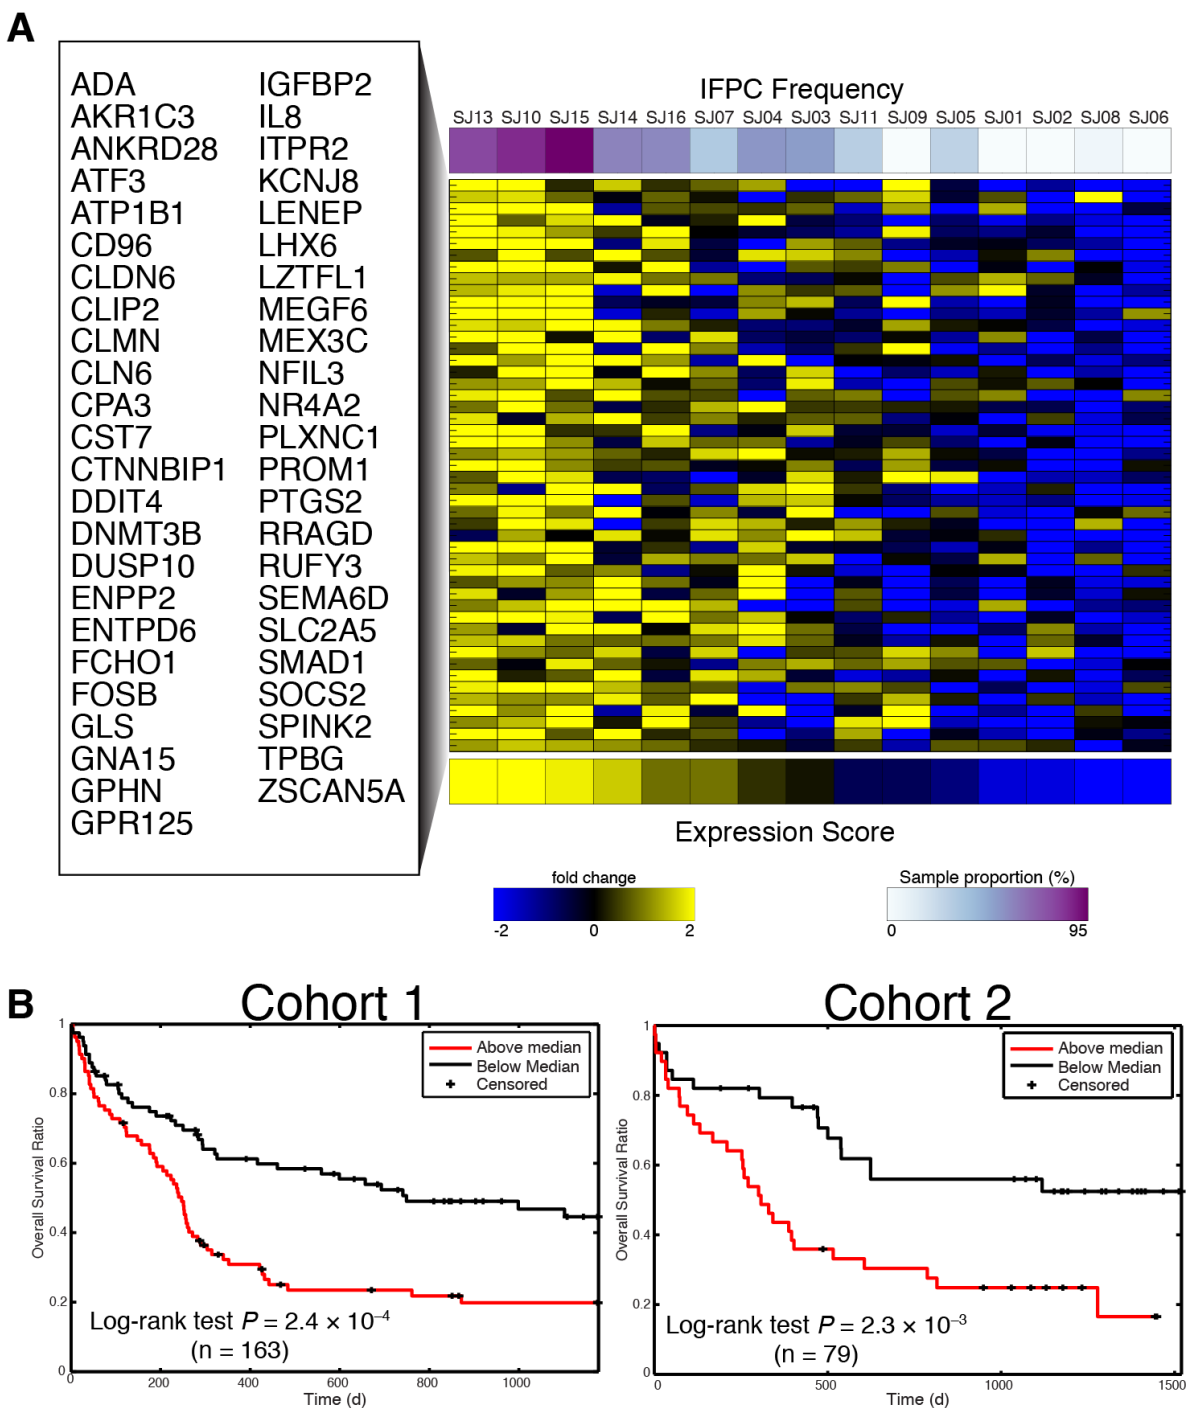 A
ADA
AKR1C3
ANKRD28
ATF3
ATP1B1
CD96
CLDN6
CLIP2
CLMN
CLN6
CPA3
CST7
CTNNBIP1
DDIT4
DNMT3B
DUSP10
ENPP2
ENTPD6
FCHO1
FOSB
GLS
GNA15
GPHN
GPR125
IGFBP2
IL8
ITPR2
KCNJ8
LENEP
LHX6
LZTFL1
MEGF6
MEX3C
NFIL3
NR4A2
PLXNC1
PROM1
PTGS2
RRAGD
RUFY3
SEMA6D
SLC2A5
SMAD1
SOCS2
SPINK2
TPBG
ZSCAN5A
IFPC Frequency
SJ13 SJ10 SJ15 SJ14 SJ16 SJ07 SJ04 SJ03 SJ11 SJ09 SJ05 SJ01 SJ02 SJ08 SJ06
Expression Score
fold change
-2 0 2
Sample proportion (%)
0 95
B
Cohort 1
Above median
Below Median
Censored
Overall Survival Ratio
1
0.8
0.6
0.4
0.2
0
Log-rank test P = 2.4 × 10⁻⁴
(n = 163)
0 200 400 600 800 1000
Time (d)
Cohort 2
Above median
Below Median
Censored
Overall Survival Ratio
1
0.8
0.6
0.4
0.2
0
Log-rank test P = 2.3 × 10⁻³
(n = 79)
0 500 1000 1500
Time (d)